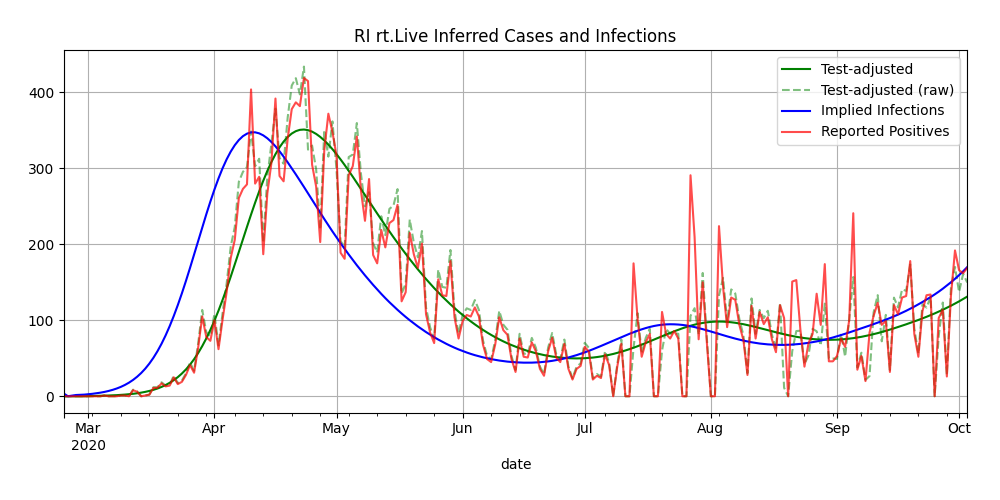 RI rt.Live Inferred Cases and Infections
Test-adjusted
Test-adjusted (raw)
Implied Infections
Reported Positives
400
300
200
100
0
Mar Apr May Jun Jul Aug Sep Oct
2020
date